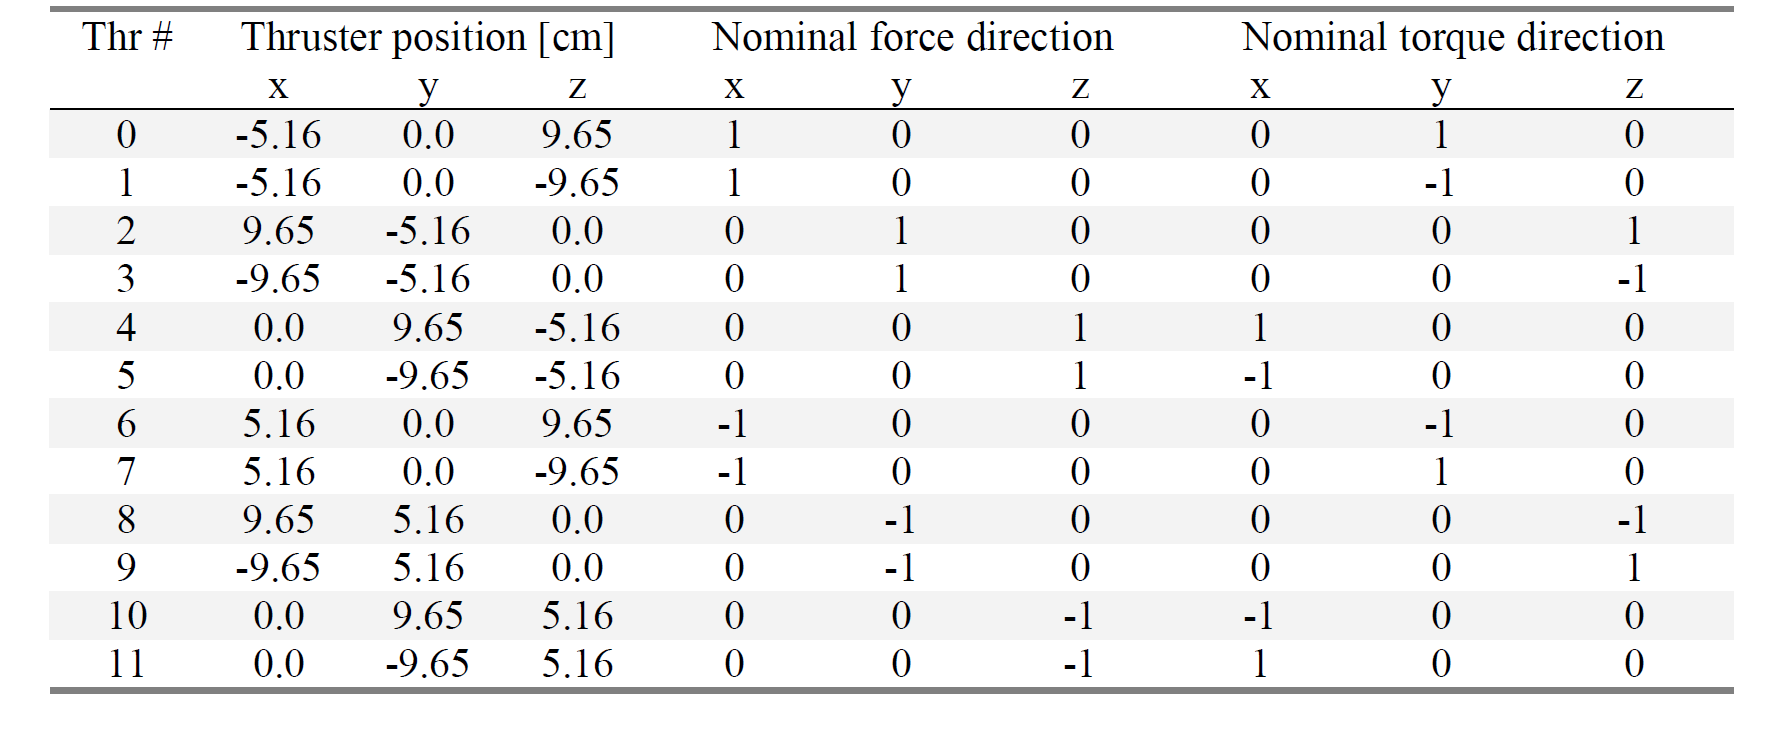 Thr # Thruster position [cm] Nominal force direction Nominal torque direction
x y z x y z x y z
0 -5.16 0.0 9.65 1 0 0 0 1 0
1 -5.16 0.0 -9.65 1 0 0 0 -1 0
2 9.65 -5.16 0.0 0 1 0 0 0 1
3 -9.65 -5.16 0.0 0 1 0 0 0 -1
4 0.0 9.65 -5.16 0 0 1 1 0 0
5 0.0 -9.65 -5.16 0 0 1 -1 0 0
6 5.16 0.0 9.65 -1 0 0 0 -1 0
7 5.16 0.0 -9.65 -1 0 0 0 1 0
8 9.65 5.16 0.0 0 -1 0 0 0 -1
9 -9.65 5.16 0.0 0 -1 0 0 0 1
10 0.0 9.65 5.16 0 0 -1 -1 0 0
11 0.0 -9.65 5.16 0 0 -1 1 0 0